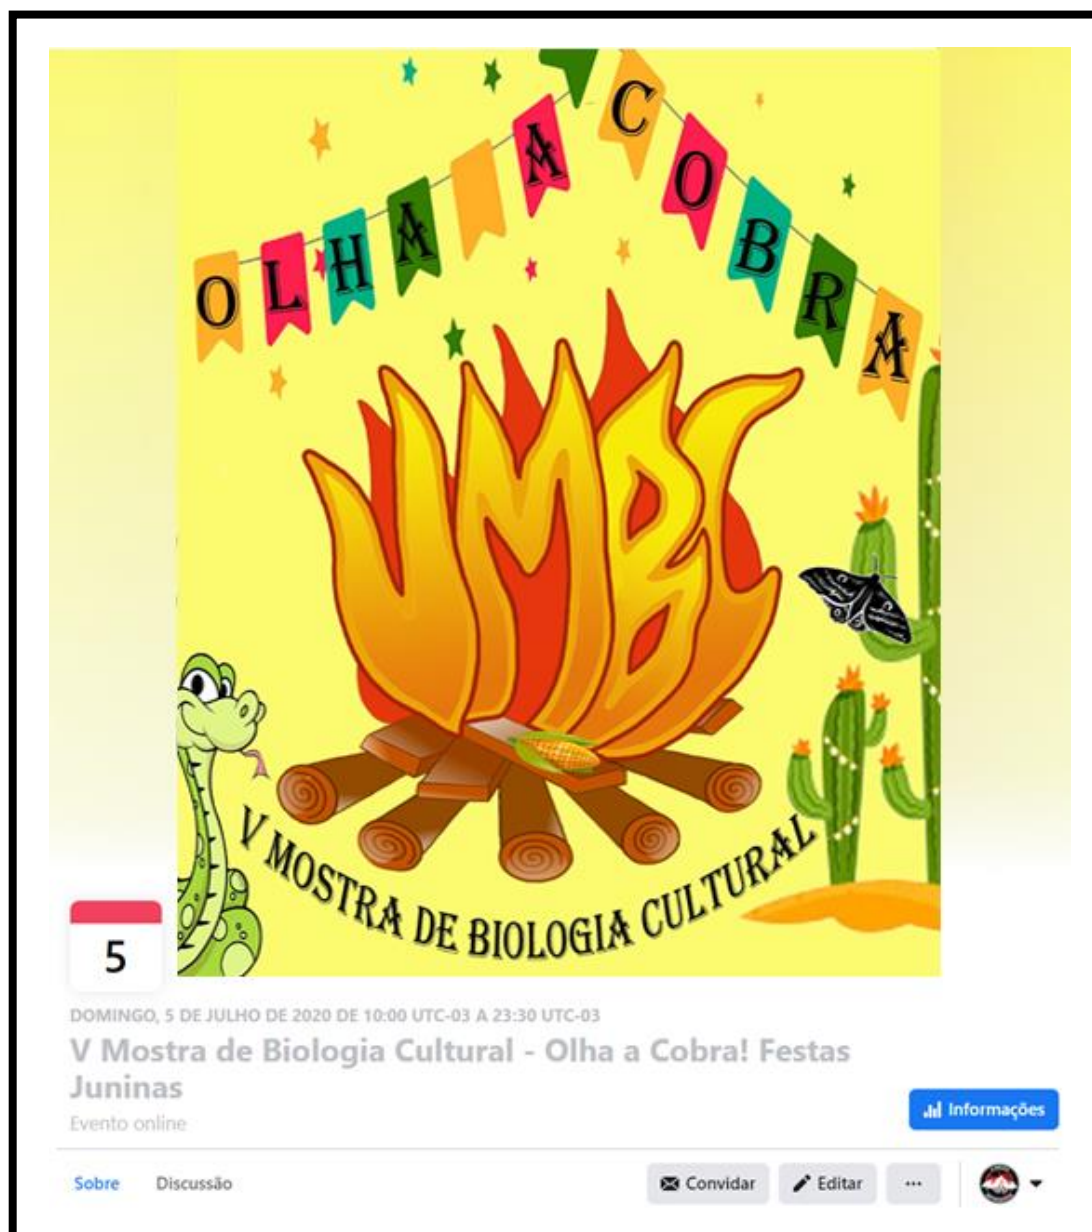 OLHA A COBRA
VMBC
V MOSTRA DE BIOLOGIA CULTURAL
5
DOMINGO, 5 DE JULHO DE 2020 DE 10:00 UTC-03 A 23:30 UTC-03
V Mostra de Biologia Cultural - Olha a Cobra! Festas
Juninas
Evento online
Informações
Sobre Discussão Convidar Editar ...